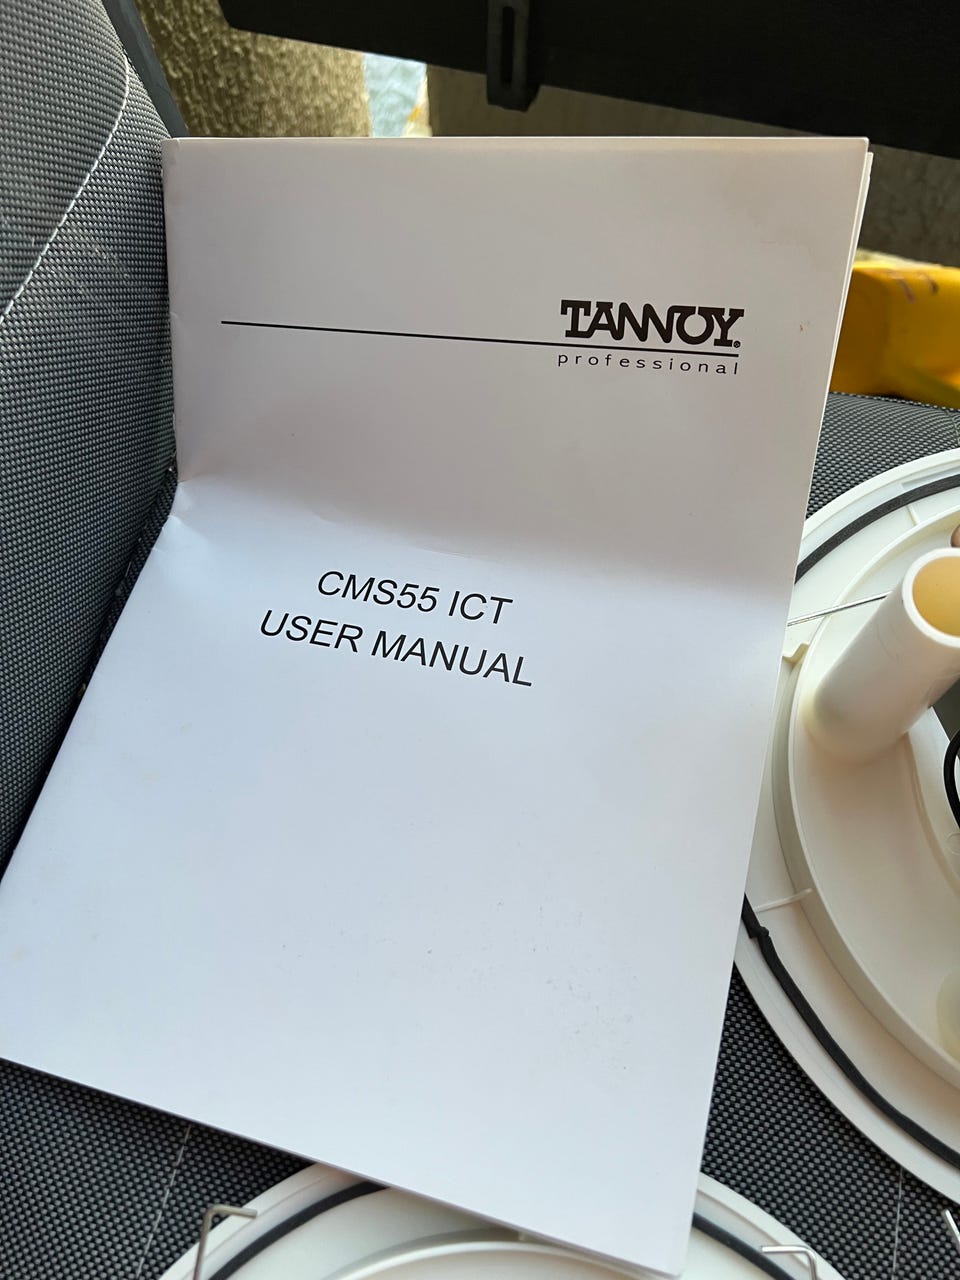 TANNOY®
professional
CMS55 ICT
USER MANUAL